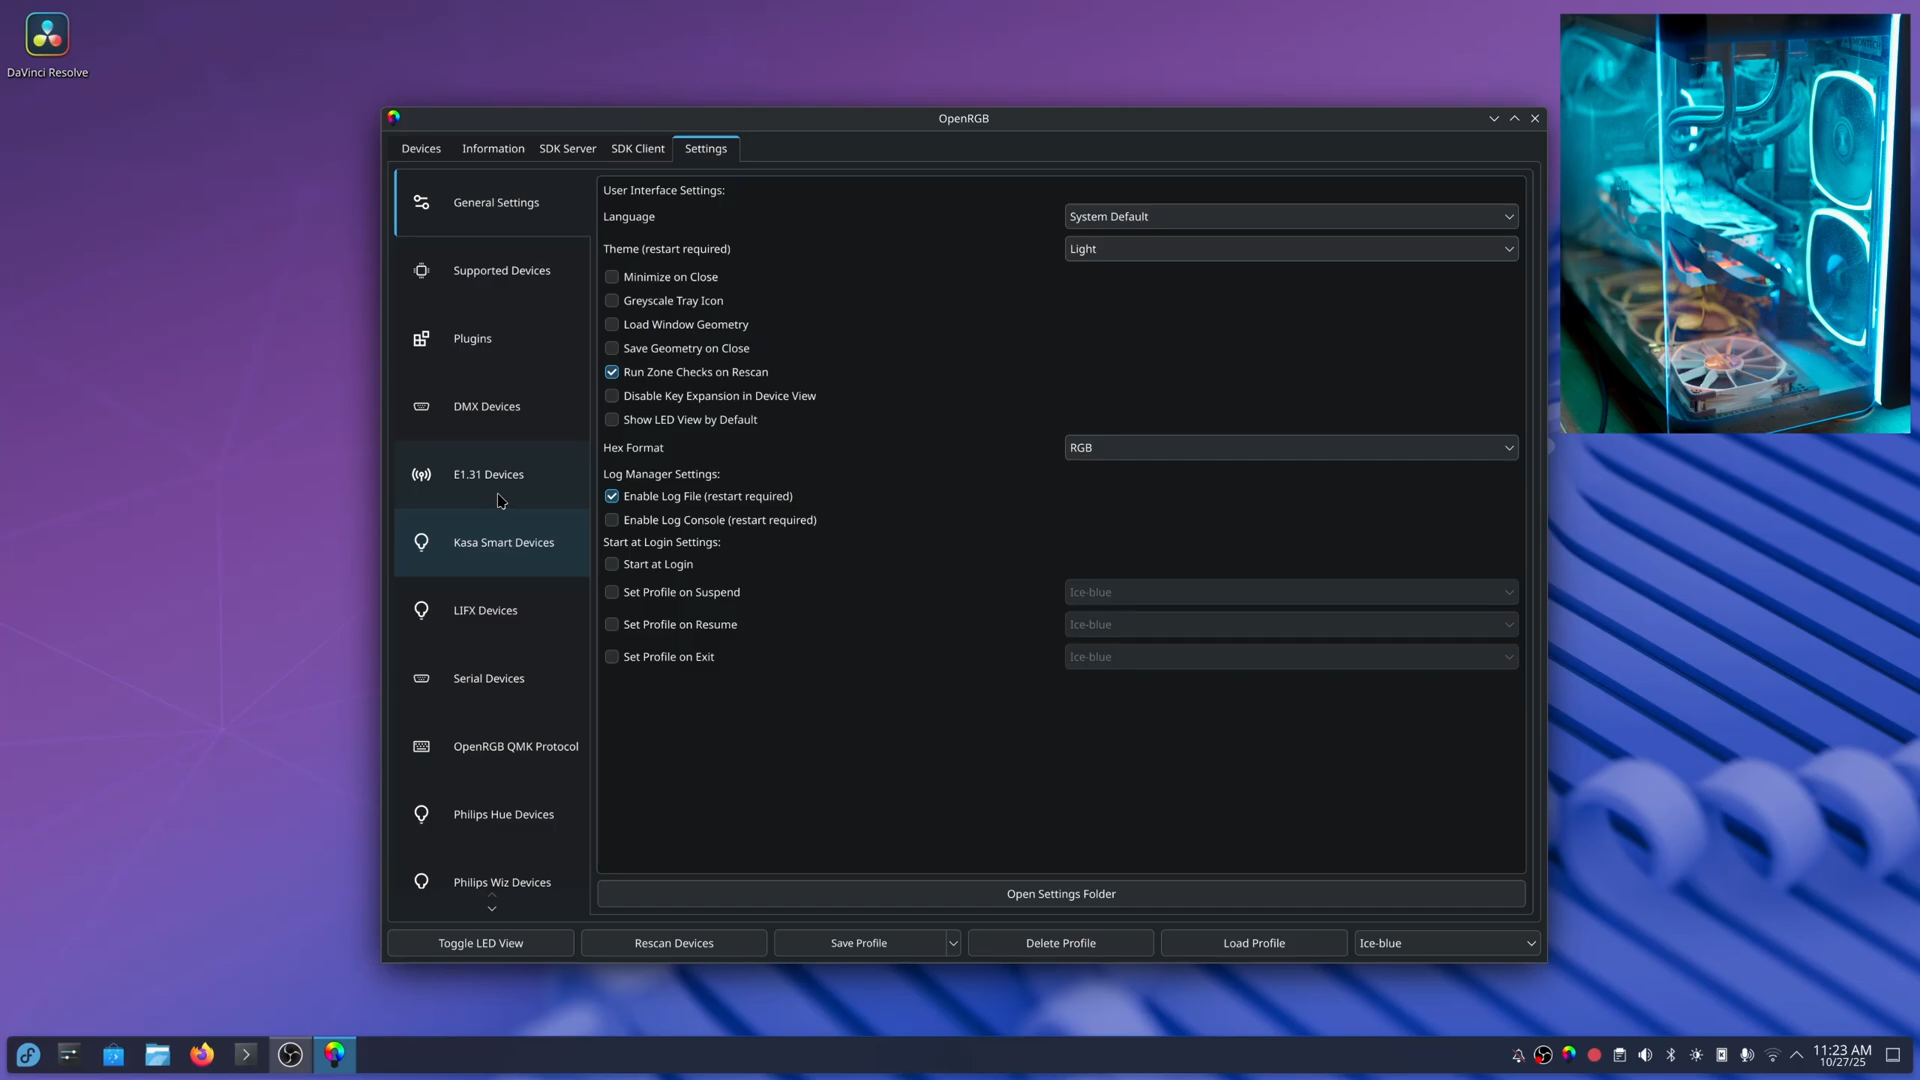 DaVinci Resolve
OpenRGB
Devices
Information
SDK Server
SDK Client
Settings
General Settings
Supported Devices
Plugins
DMX Devices
E1.31 Devices
Kasa Smart Devices
LIFX Devices
Serial Devices
OpenRGB QMK Protocol
Philips Hue Devices
Philips Wiz Devices
User Interface Settings:
Language
System Default
Theme (restart required)
Light
Minimize on Close
Greyscale Tray Icon
Load Window Geometry
Save Geometry on Close
Run Zone Checks on Rescan
Disable Key Expansion in Device View
Show LED View by Default
Hex Format
RGB
Log Manager Settings:
Enable Log File (restart required)
Enable Log Console (restart required)
Start at Login Settings:
Start at Login
Set Profile on Suspend
Ice-blue
Set Profile on Resume
Ice-blue
Set Profile on Exit
Ice-blue
Open Settings Folder
Toggle LED View
Rescan Devices
Save Profile
Delete Profile
Load Profile
Ice-blue
11:23 AM
10/27/25